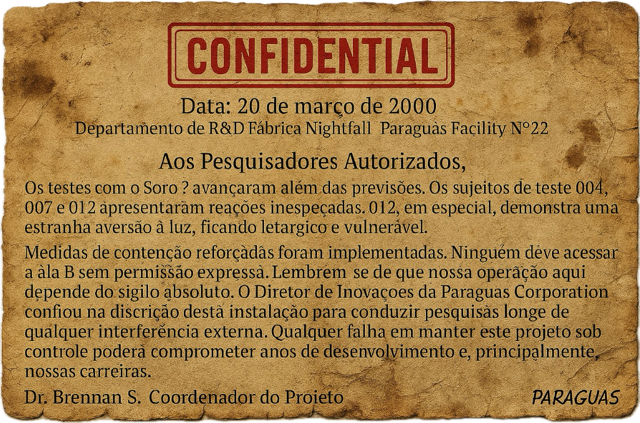 CONFIDENTIAL
Data: 20 de março de 2000
Departamento de R&D Fábrica Nightfall Paraguàs Facility Nº22
Aos Pesquisadores Autorizados,
Os testes com o Soro ? avançaram além das previsões. Os sujeitos de teste 004,
007 e 012 apresentaram reações inespeçadas. 012, em especial, demonstra uma
estranha aversão à luz, ficando letargico e vulnerável.
Medidas de contenção reforçadas foram implementadas. Ninguém deve acessar
a àla B sem permissão expressa. Lembrem se de que nossa operação aqui
depende do sigilo absoluto. O Diretor de Inovaçoes da Paraguas Corporation
confiou na discrição desta instalação para conduzir pesquisas longe de
qualquer interferência externa. Qualquer falha em manter este projeto sob
controle poderá comprometer anos de desenvolvimento e, principalmente,
nossas carreiras.
Dr. Brennan S. Coordenador do Projeto
PARAGUAS